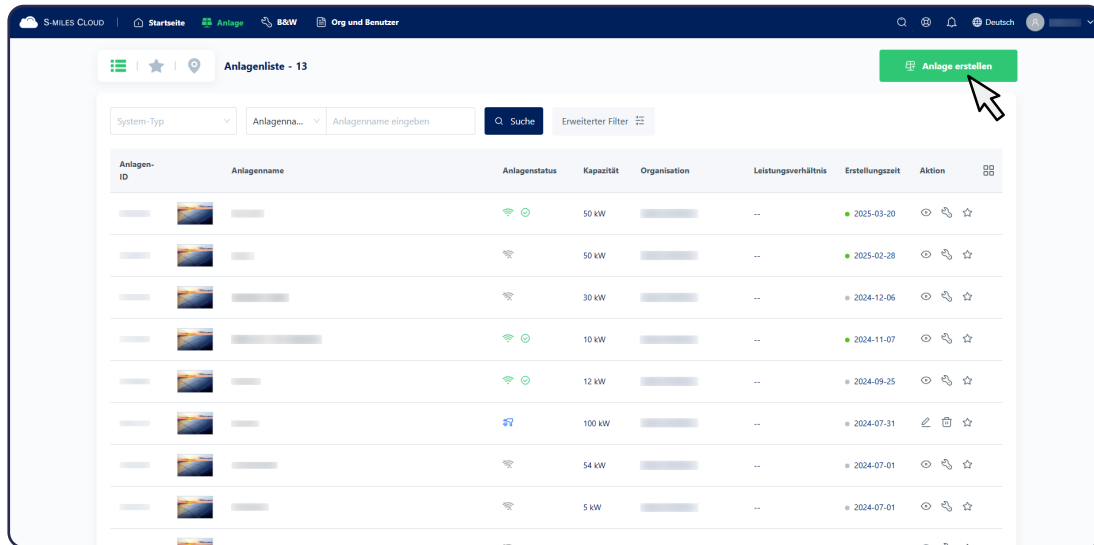 S-MILES CLOUD Startseite Anlage B&W Org und Benutzer Deutsch
Anlagenliste - 13 Anlage erstellen
System-Typ Anlagenna... Anlagenname eingeben Suche Erweiterter Filter
Anlagen-ID Anlagenname Anlagenstatus Kapazität Organisation Leistungsverhältnis Erstellungszeit Aktion
50 kW -- 2025-03-20
50 kW -- 2025-02-28
30 kW -- 2024-12-06
10 kW -- 2024-11-07
12 kW -- 2024-09-25
100 kW -- 2024-07-31
54 kW -- 2024-07-01
5 kW -- 2024-07-01